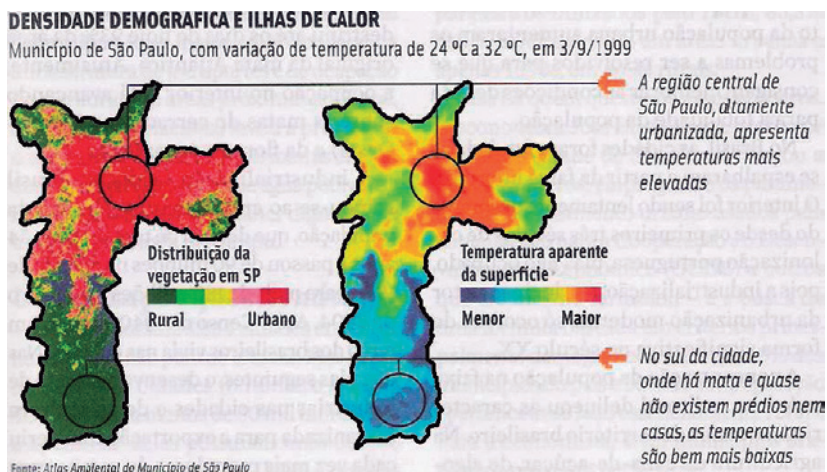 DENSIDADE DEMOGRAFICA E ILHAS DE CALOR
Município de São Paulo, com variação de temperatura de 24 ºC a 32 ºC, em 3/9/1999
A região central de
São Paulo, altamente
urbanizada, apresenta
temperaturas mais
elevadas
Distribuição da
vegetação em SP
Rural
Urbano
Temperatura aparente
da superfície
Menor
Maior
No sul da cidade,
onde há mata e quase
não existem prédios nem
casas, as temperaturas
são bem mais baixas
Fonte: Atlas Ambiental do Município de São Paulo